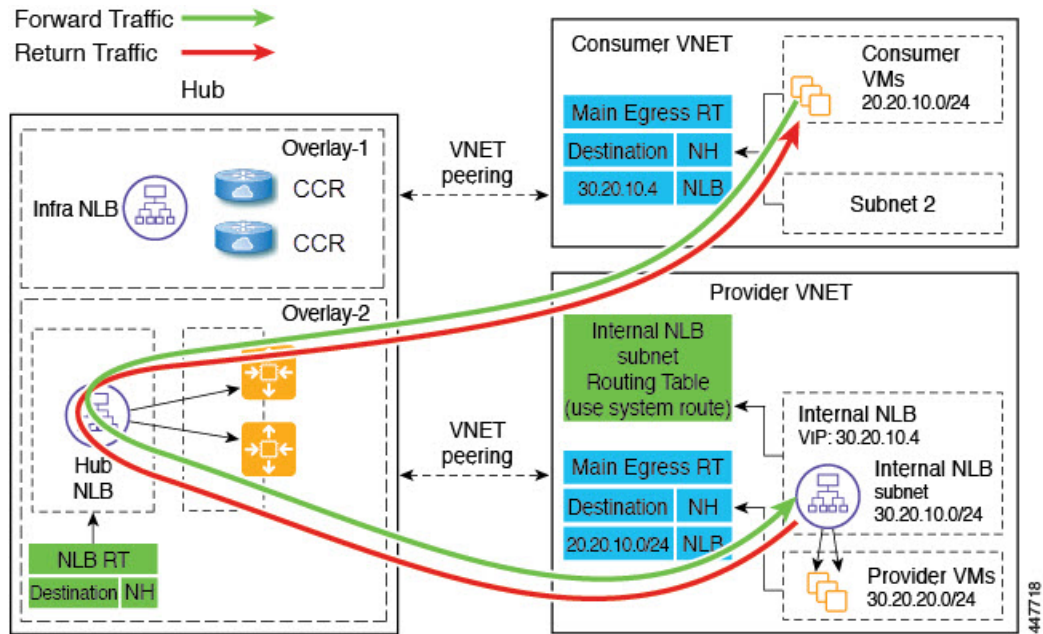 Forward Traffic
Return Traffic
Hub
Overlay-1
Infra NLB
CCR
CCR
Overlay-2
Hub
NLB
NLB RT
Destination NH
VNET
peering
VNET
peering
Consumer VNET
Consumer
VMs
20.20.10.0/24
Main Egress RT
Destination NH
30.20.10.4 NLB
Subnet 2
Provider VNET
Internal NLB
subnet
Routing Table
(use system route)
Internal NLB
VIP: 30.20.10.4
Internal NLB
subnet
30.20.10.0/24
Main Egress RT
Destination NH
20.20.10.0/24 NLB
Provider VMs
30.20.20.0/24
447718